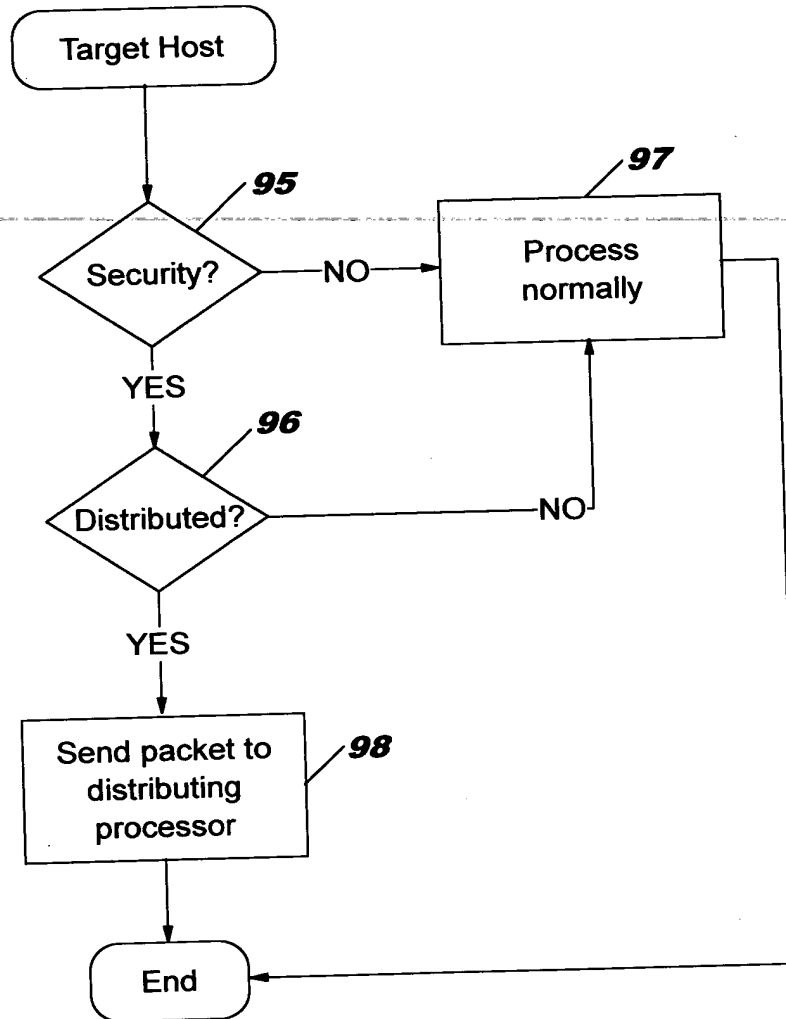 Target Host
95
97
Security?
NO
Process
normally
YES
96
Distributed?
NO
YES
Send packet to
distributing
processor
98
End